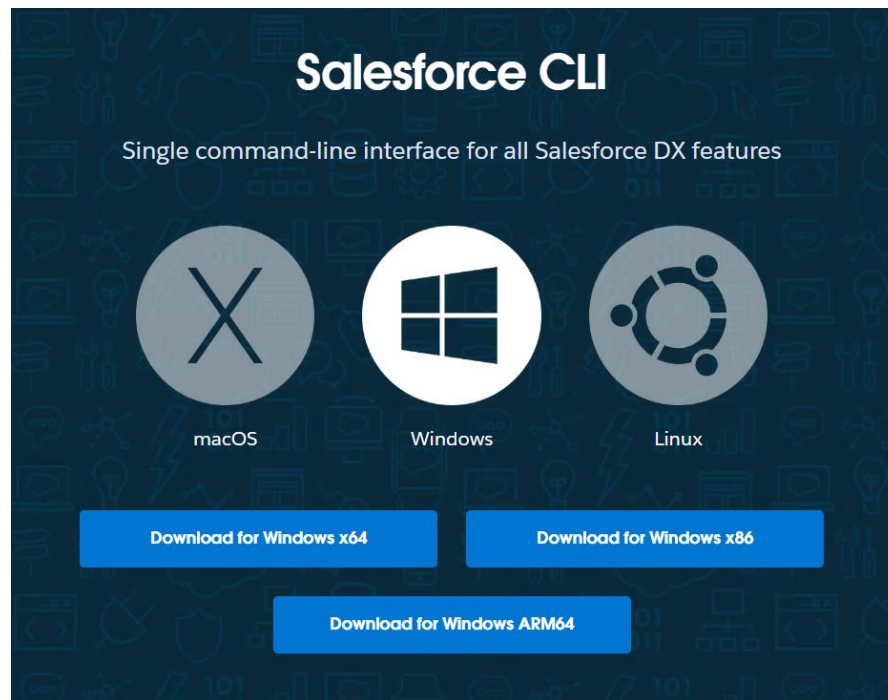 Salesforce CLI
Single command-line interface for all Salesforce DX features
macOS
Windows
Linux
Download for Windows x64
Download for Windows x86
Download for Windows ARM64